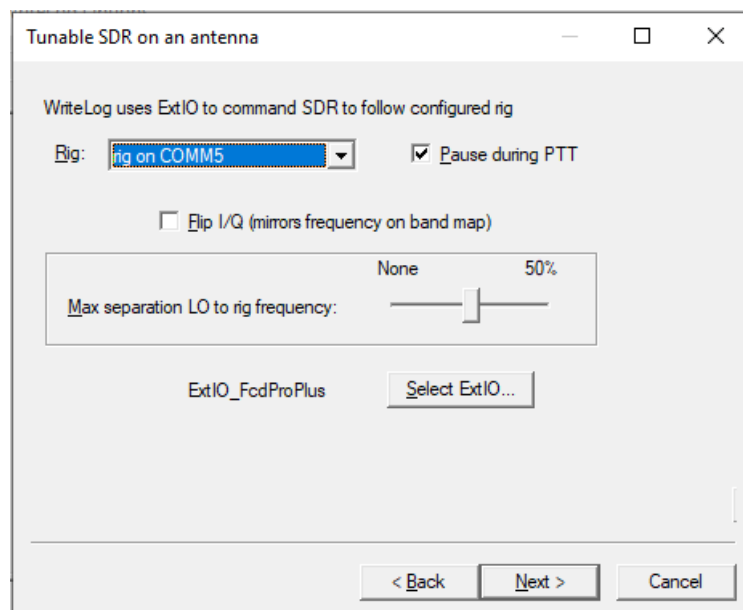 Tunable SDR on an antenna
WriteLog uses ExtIO to command SDR to follow configured rig
Rig: rig on COMM5 Pause during PTT
Flip I/Q (mirrors frequency on band map)
None 50%
Max separation LO to rig frequency:
ExtIO_FcdProPlus Select ExtIO...
< Back Next > Cancel